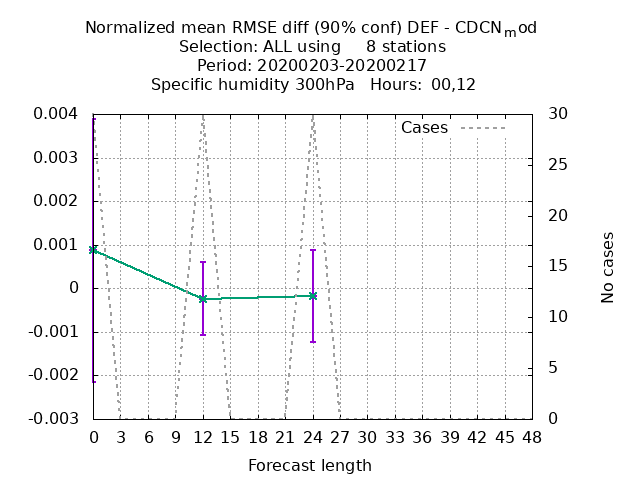 Normalized mean RMSE diff (90% conf) DEF - CDCNmod
Selection: ALL using     8 stations
Period: 20200203-20200217
Specific humidity 300hPa   Hours: 00,12
Cases
0.004
0.003
0.002
0.001
0
-0.001
-0.002
-0.003
30
25
20
15
10
5
0
No cases
0 3 6 9 12 15 18 21 24 27 30 33 36 39 42 45 48
Forecast length